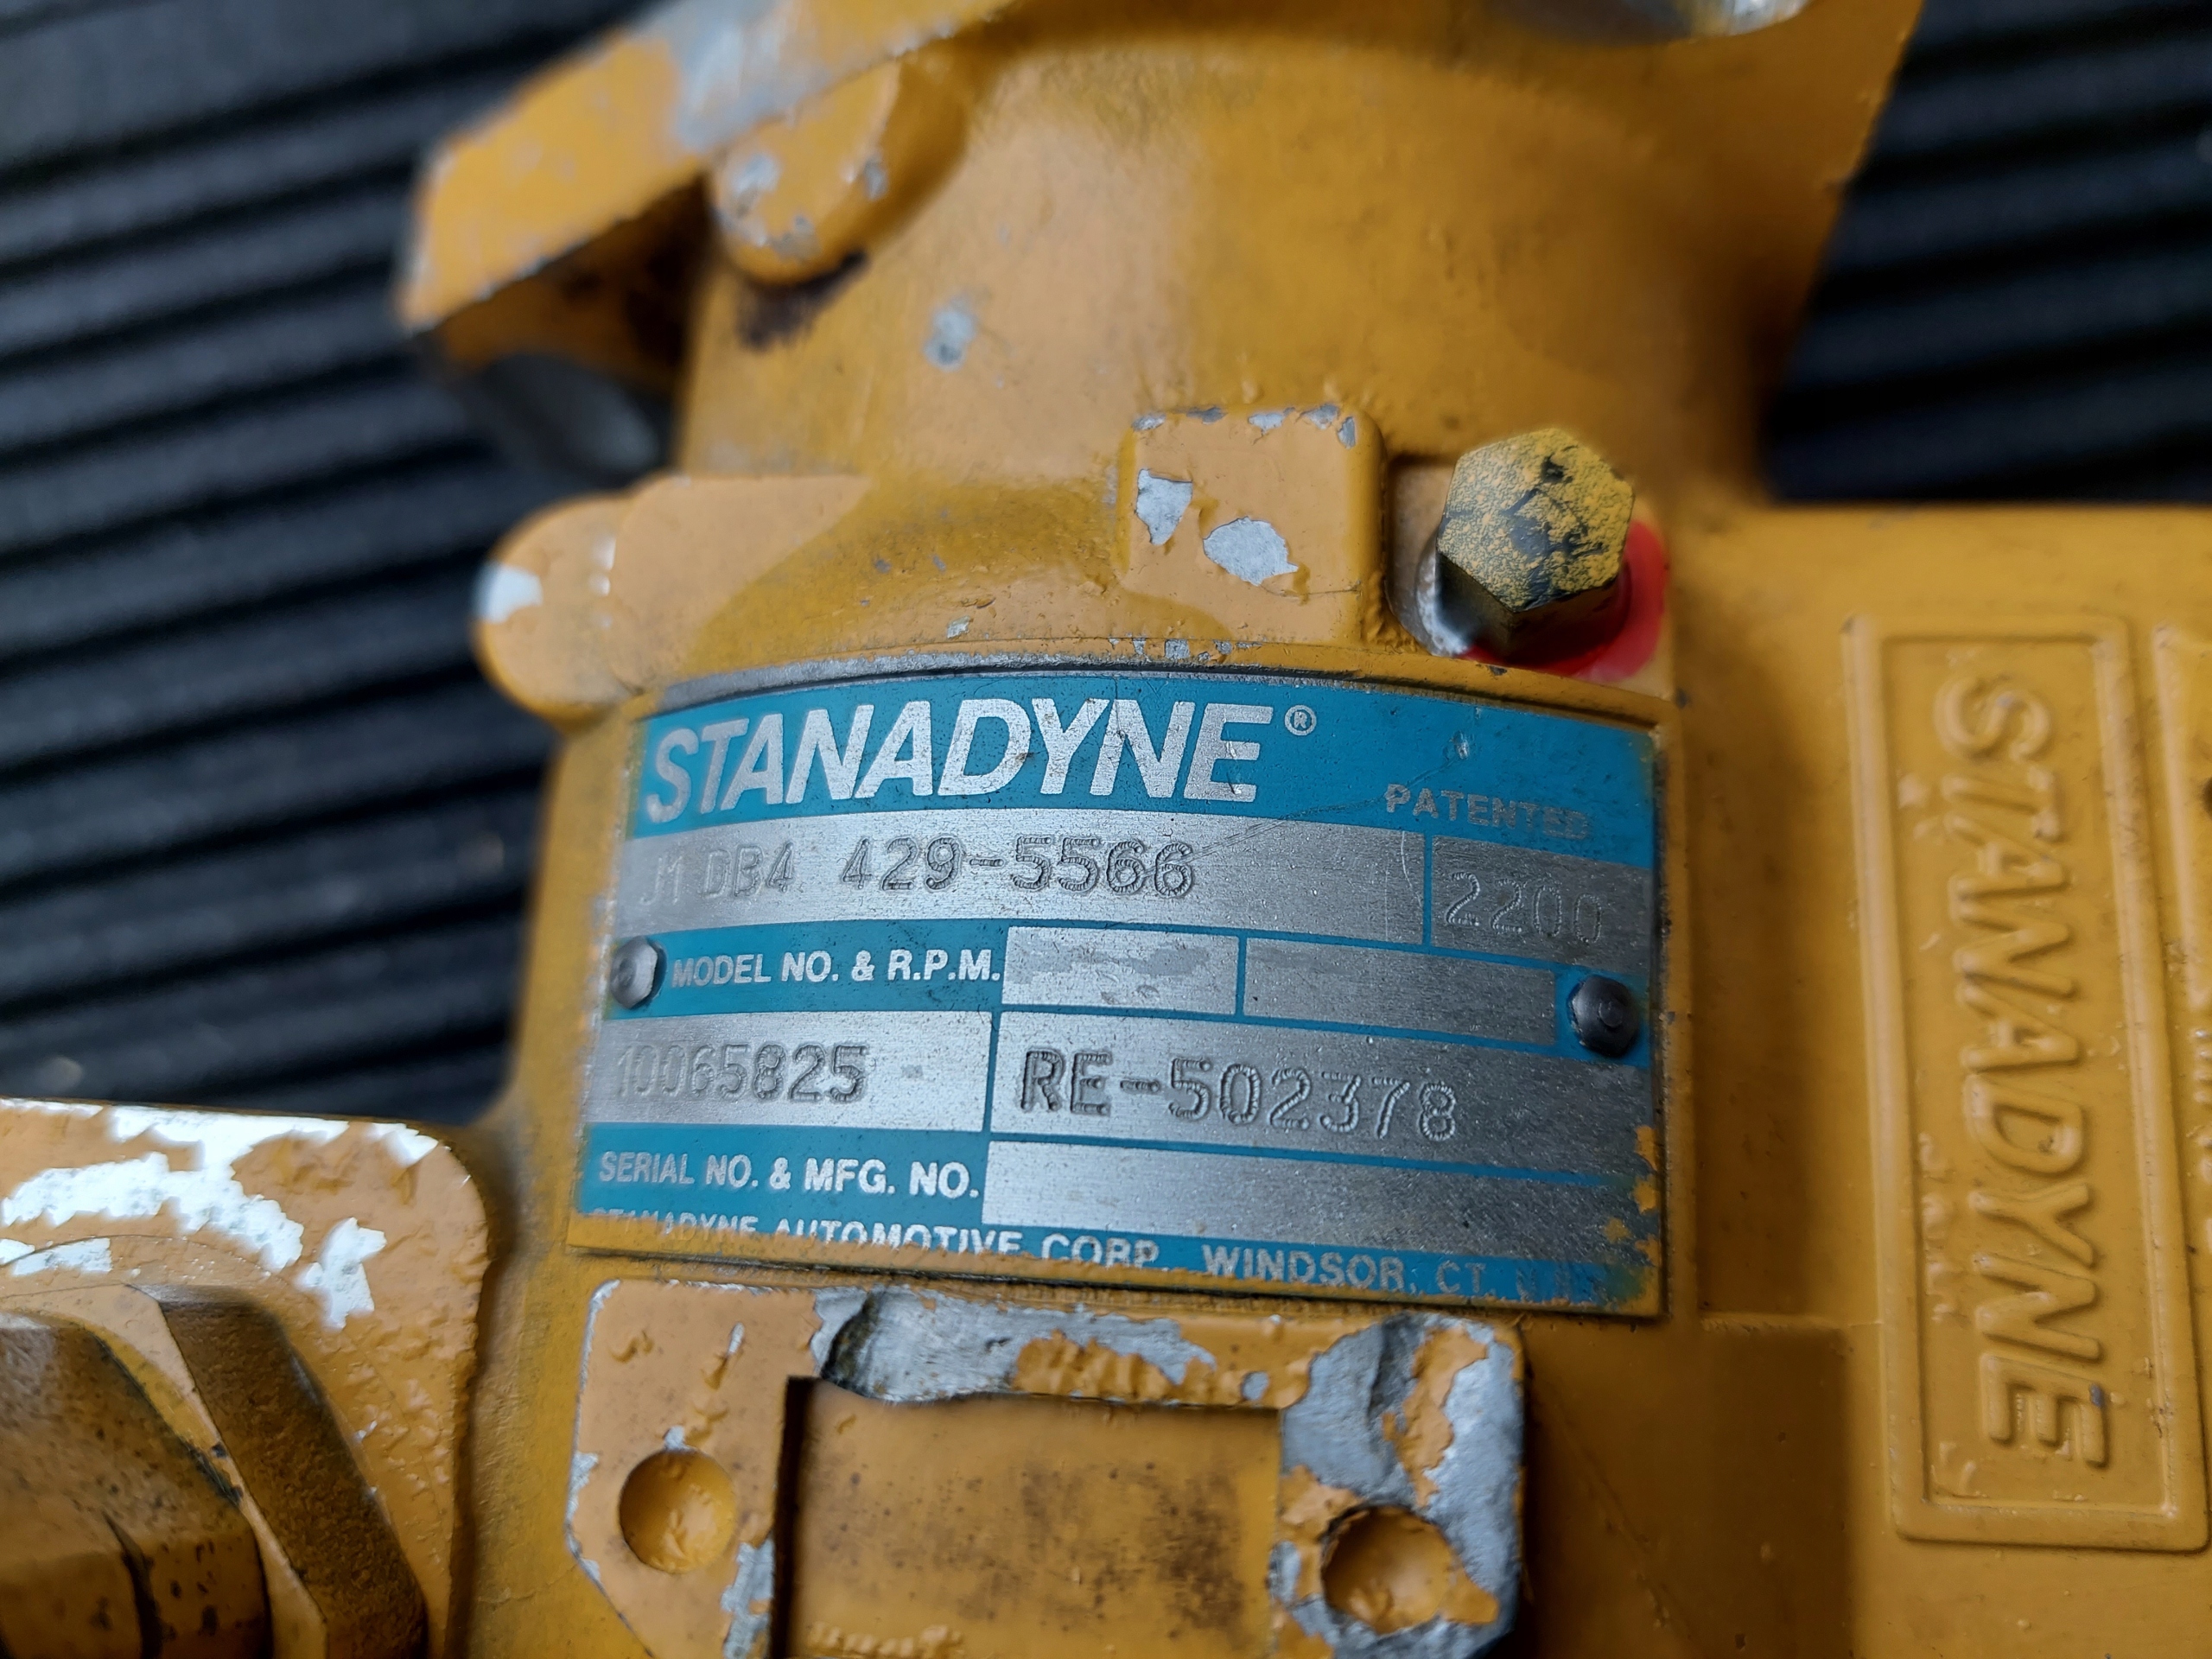 STANADYNE®
PATENTED
J1 DB4 429-5566 2200
MODEL NO. & R.P.M.
10065825 RE-502378
SERIAL NO. & MFG. NO.
STANADYNE AUTOMOTIVE CORP. WINDSOR, CT.
STANADYNE